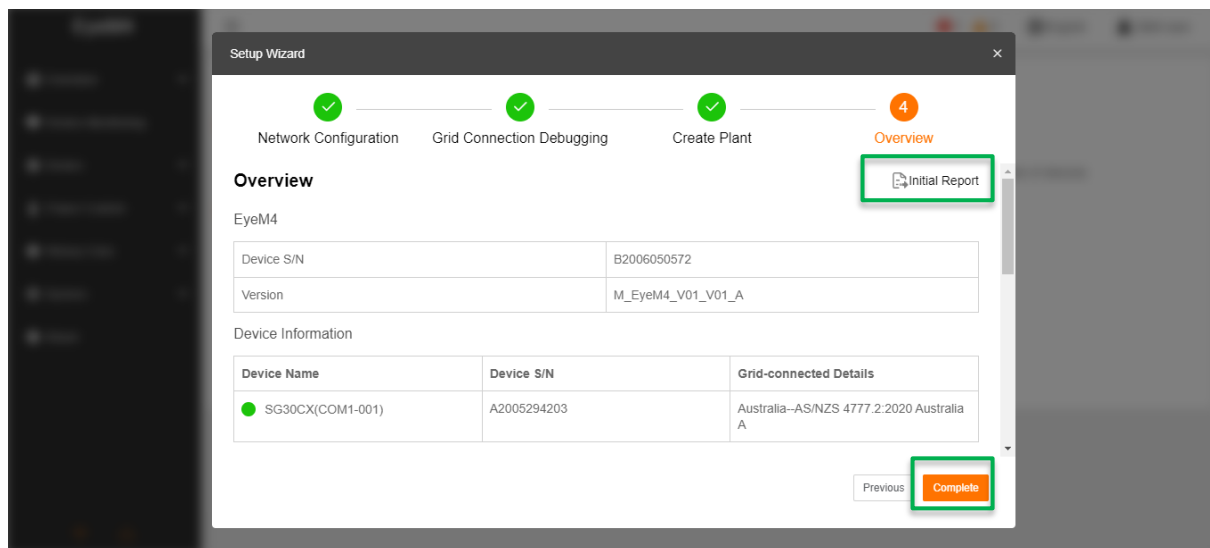 EyeM4
Setup Wizard
Network Configuration
Grid Connection Debugging
Create Plant
4
Overview
Overview
Initial Report
EyeM4
Device S/N
B2006050572
Version
M_EyeM4_V01_V01_A
Device Information
Device Name
Device S/N
Grid-connected Details
SG30CX(COM1-001)
A2005294203
Australia--AS/NZS 4777.2:2020 Australia
A
Previous
Complete